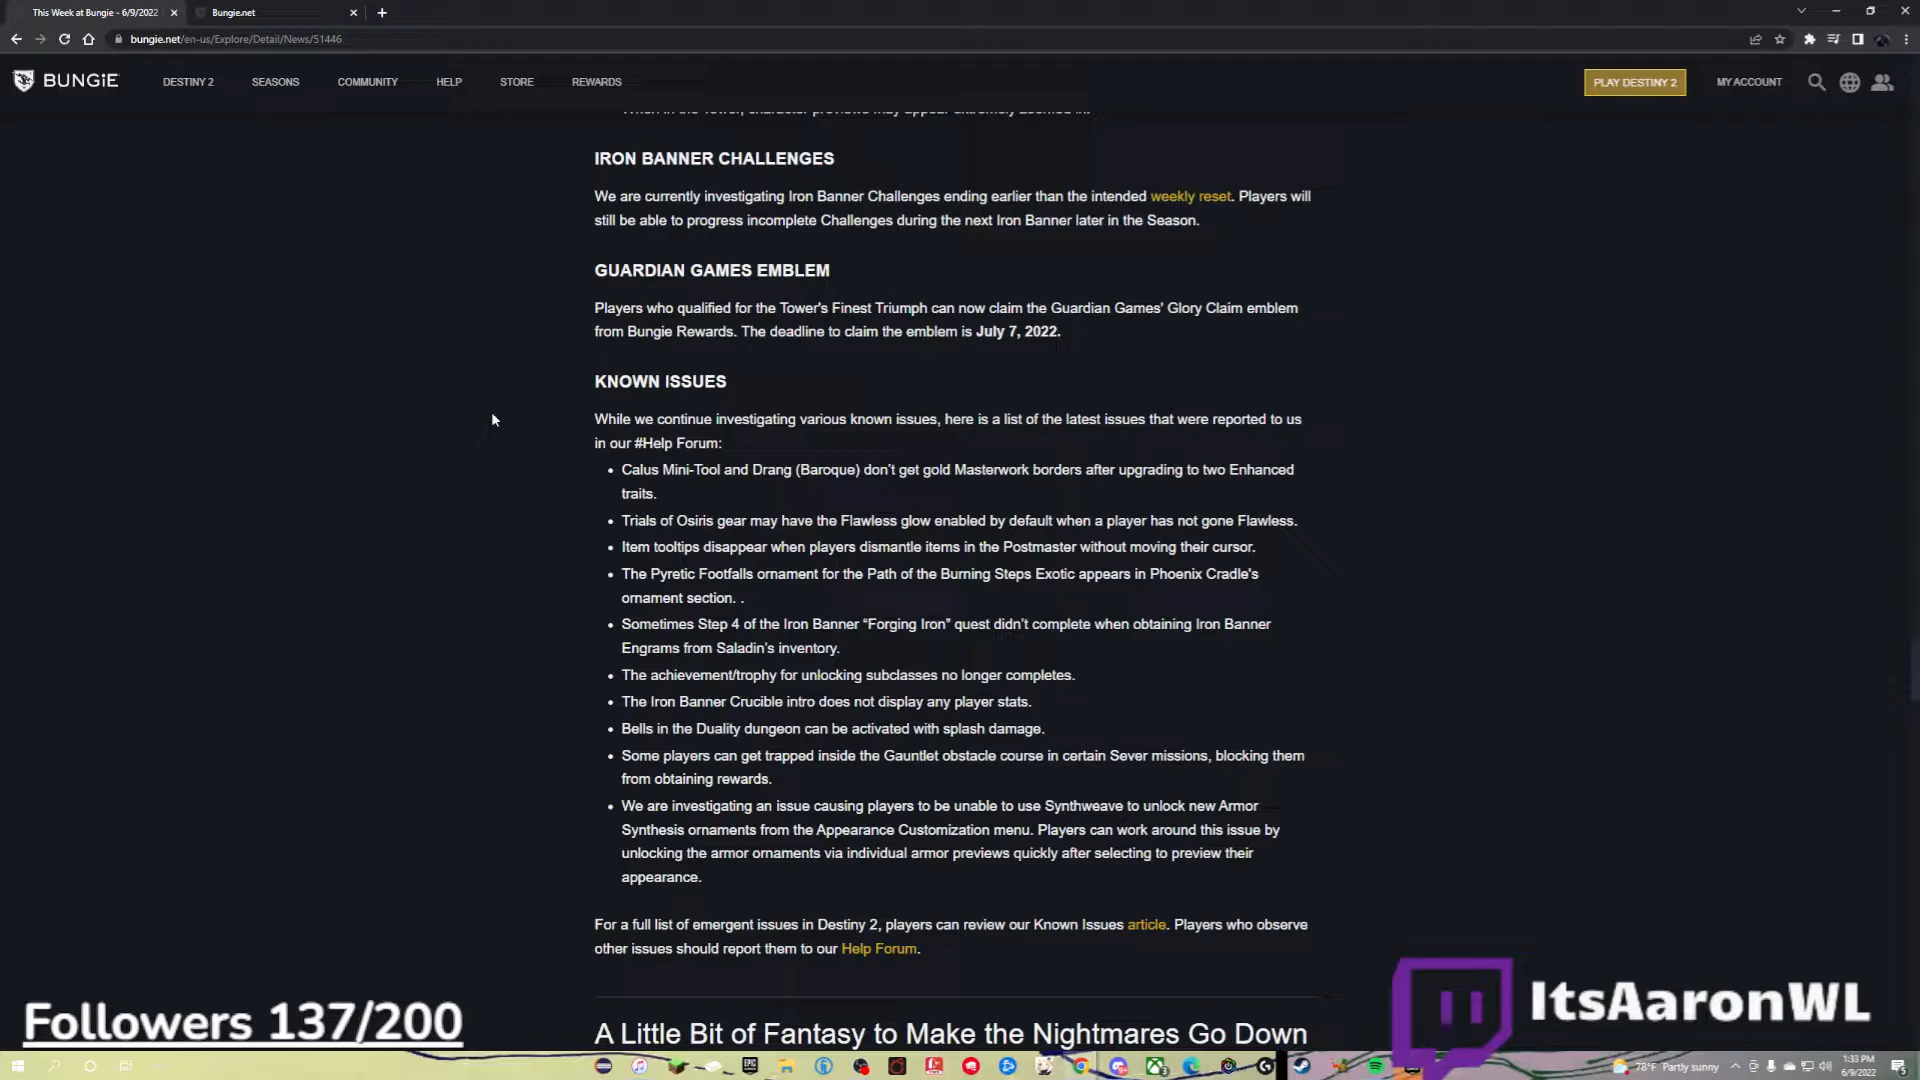 This Week at Bungie - 6/9/2022
Bungie.net
bungie.net/en-us/Explore/Detail/News/51446
BUNGiE
DESTINY 2
SEASONS
COMMUNITY
HELP
STORE
REWARDS
PLAY DESTINY 2
MY ACCOUNT
IRON BANNER CHALLENGES
We are currently investigating Iron Banner Challenges ending earlier than the intended weekly reset. Players will
still be able to progress incomplete Challenges during the next Iron Banner later in the Season.
GUARDIAN GAMES EMBLEM
Players who qualified for the Tower's Finest Triumph can now claim the Guardian Games' Glory Claim emblem
from Bungie Rewards. The deadline to claim the emblem is July 7, 2022.
KNOWN ISSUES
While we continue investigating various known issues, here is a list of the latest issues that were reported to us
in our #Help Forum:
• Calus Mini-Tool and Drang (Baroque) don't get gold Masterwork borders after upgrading to two Enhanced
traits.
• Trials of Osiris gear may have the Flawless glow enabled by default when a player has not gone Flawless.
• Item tooltips disappear when players dismantle items in the Postmaster without moving their cursor.
• The Pyretic Footfalls ornament for the Path of the Burning Steps Exotic appears in Phoenix Cradle's
ornament section. .
• Sometimes Step 4 of the Iron Banner “Forging Iron” quest didn't complete when obtaining Iron Banner
Engrams from Saladin's inventory.
• The achievement/trophy for unlocking subclasses no longer completes.
• The Iron Banner Crucible intro does not display any player stats.
• Bells in the Duality dungeon can be activated with splash damage.
• Some players can get trapped inside the Gauntlet obstacle course in certain Sever missions, blocking them
from obtaining rewards.
• We are investigating an issue causing players to be unable to use Synthweave to unlock new Armor
Synthesis ornaments from the Appearance Customization menu. Players can work around this issue by
unlocking the armor ornaments via individual armor previews quickly after selecting to preview their
appearance.
For a full list of emergent issues in Destiny 2, players can review our Known Issues article. Players who observe
other issues should report them to our Help Forum.
A Little Bit of Fantasy to Make the Nightmares Go Down
Followers 137/200
ItsAaronWL
78°F Partly sunny
1:33 PM
6/9/2022